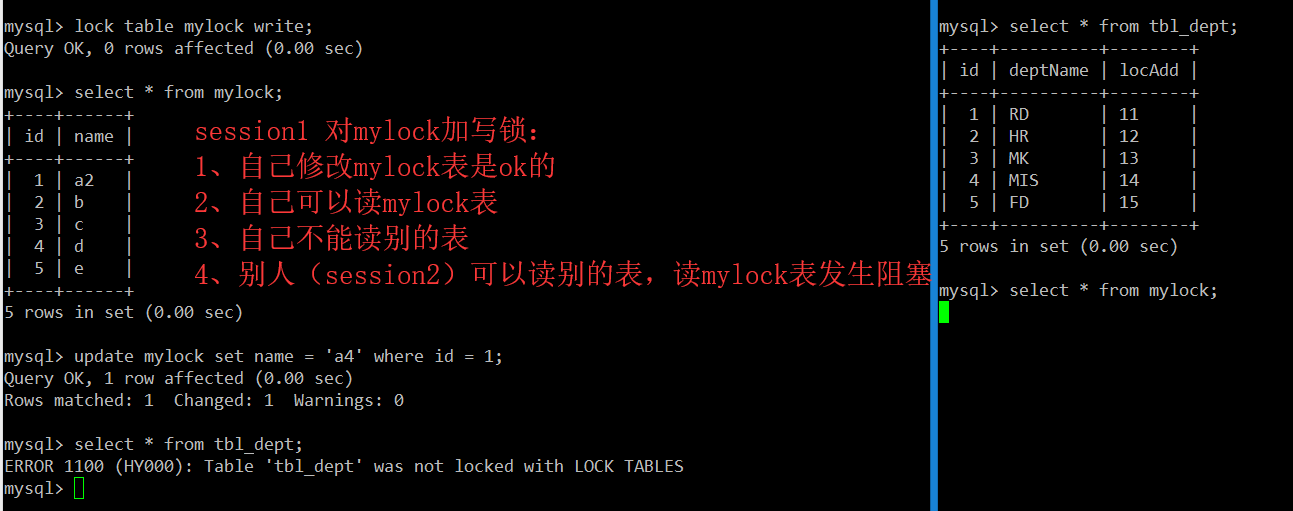 mysql> lock table mylock write;
Query OK, 0 rows affected (0.00 sec)
mysql> select * from mylock;
+----+------+
| id | name |
+----+------+
| 1 | a2 |
| 2 | b |
| 3 | c |
| 4 | d |
| 5 | e |
+----+------+
5 rows in set (0.00 sec)
session1 对mylock加写锁：
1、自己修改mylock表是ok的
2、自己可以读mylock表
3、自己不能读别的表
4、别人（session2）可以读别的表，读mylock表发生阻塞
mysql> update mylock set name = 'a4' where id = 1;
Query OK, 1 row affected (0.00 sec)
Rows matched: 1 Changed: 1 Warnings: 0
mysql> select * from tbl_dept;
ERROR 1100 (HY000): Table 'tbl_dept' was not locked with LOCK TABLES
mysql>
mysql> select * from tbl_dept;
+----+----------+--------+
| id | deptName | locAdd |
+----+----------+--------+
| 1 | RD | 11 |
| 2 | HR | 12 |
| 3 | MK | 13 |
| 4 | MIS | 14 |
| 5 | FD | 15 |
+----+----------+--------+
5 rows in set (0.00 sec)
mysql> select * from mylock;